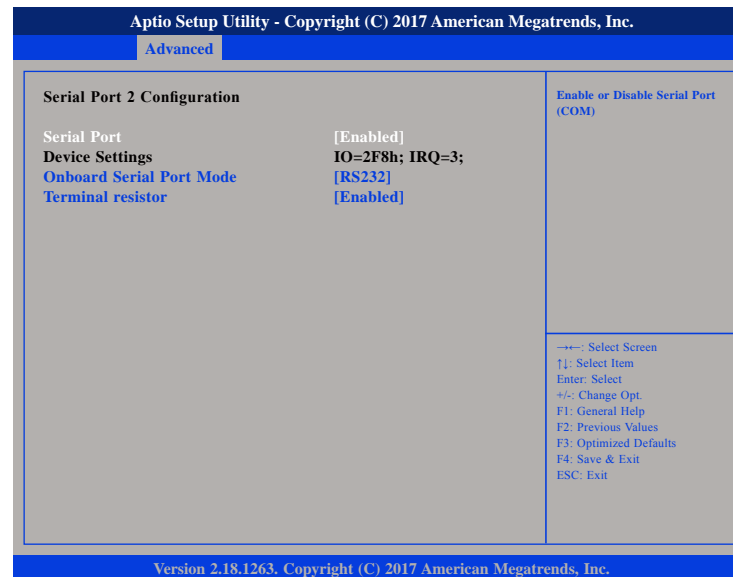 Aptio Setup Utility - Copyright (C) 2017 American Megatrends, Inc.
Advanced
Serial Port 2 Configuration
Serial Port [Enabled]
Device Settings IO=2F8h; IRQ=3;
Onboard Serial Port Mode [RS232]
Terminal resistor [Enabled]
Enable or Disable Serial Port
(COM)
→←: Select Screen
↑↓: Select Item
Enter: Select
+/-: Change Opt.
F1: General Help
F2: Previous Values
F3: Optimized Defaults
F4: Save & Exit
ESC: Exit
Version 2.18.1263. Copyright (C) 2017 American Megatrends, Inc.